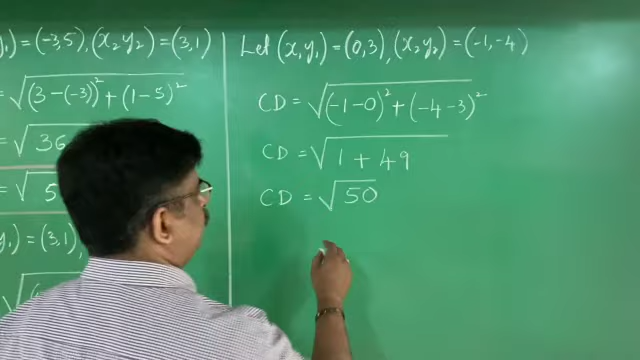 y₁) = (-3,5), (x₂ y₂) = (3,1)
= √(3-(-3))² + (1-5)²
= √36
= √5
y₁) = (3,1),
Let (x₁ y₁) = (0,3), (x₂ y₂) = (-1,-4)
CD = √(-1-0)² + (-4-3)²
CD = √1 + 49
CD = √50